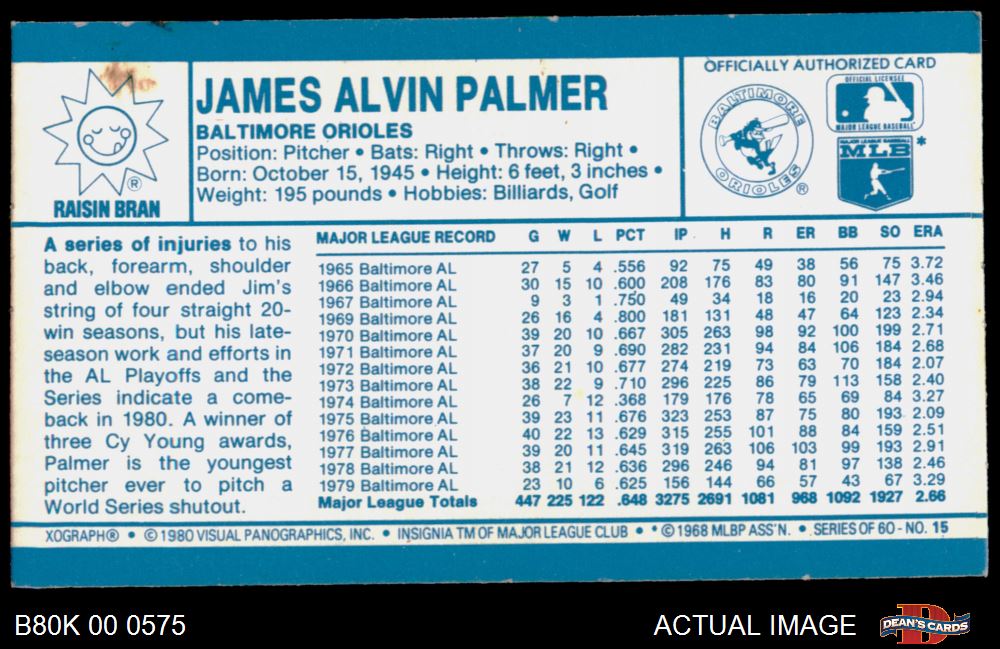 RAISIN BRAN
®
JAMES ALVIN PALMER
BALTIMORE ORIOLES
Position: Pitcher • Bats: Right • Throws: Right •
Born: October 15, 1945 • Height: 6 feet, 3 inches •
Weight: 195 pounds • Hobbies: Billiards, Golf
OFFICIALLY AUTHORIZED CARD
BALTIMORE
ORIOLES
®
OFFICIAL LICENSEE
MAJOR LEAGUE BASEBALL
MAJOR LEAGUE BASEBALL
MLB *
A series of injuries to his
back, forearm, shoulder
and elbow ended Jim's
string of four straight 20-
win seasons, but his late-
season work and efforts in
the AL Playoffs and the
Series indicate a come-
back in 1980. A winner of
three Cy Young awards,
Palmer is the youngest
pitcher ever to pitch a
World Series shutout.
MAJOR LEAGUE RECORD G W L PCT IP H R ER BB SO ERA
1965 Baltimore AL 27 5 4 .556 92 75 49 38 56 75 3.72
1966 Baltimore AL 30 15 10 .600 208 176 83 80 91 147 3.46
1967 Baltimore AL 9 3 1 .750 49 34 18 16 20 23 2.94
1969 Baltimore AL 26 16 4 .800 181 131 48 47 64 123 2.34
1970 Baltimore AL 39 20 10 .667 305 263 98 92 100 199 2.71
1971 Baltimore AL 37 20 9 .690 282 231 94 84 106 184 2.68
1972 Baltimore AL 36 21 10 .677 274 219 73 63 70 184 2.07
1973 Baltimore AL 38 22 9 .710 296 225 86 79 113 158 2.40
1974 Baltimore AL 26 7 12 .368 179 176 78 65 69 84 3.27
1975 Baltimore AL 39 23 11 .676 323 253 87 75 80 193 2.09
1976 Baltimore AL 40 22 13 .629 315 255 101 88 84 159 2.51
1977 Baltimore AL 39 20 11 .645 319 263 106 103 99 193 2.91
1978 Baltimore AL 38 21 12 .636 296 246 94 81 97 138 2.46
1979 Baltimore AL 23 10 6 .625 156 144 66 57 43 67 3.29
Major League Totals 447 225 122 .648 3275 2691 1081 968 1092 1927 2.66
XOGRAPH® • © 1980 VISUAL PANOGRAPHICS, INC. • INSIGNIA TM OF MAJOR LEAGUE CLUB • * © 1968 MLBP ASS'N. • SERIES OF 60 - NO. 15
B80K 00 0575
ACTUAL IMAGE
DEAN'S CARDS